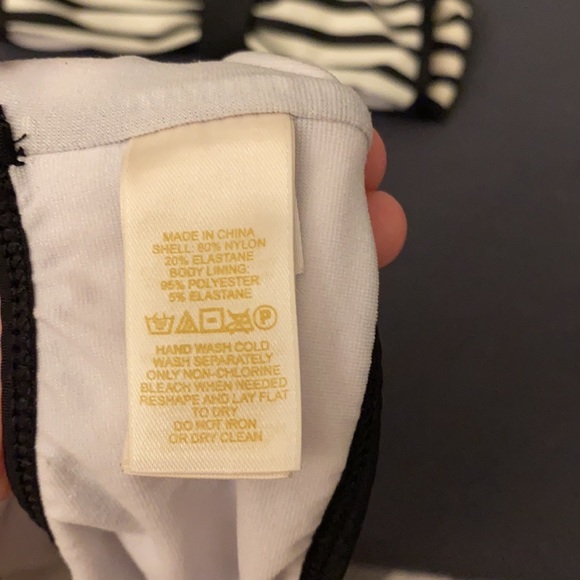 MADE IN CHINA
SHELL: 80% NYLON
20% ELASTANE
BODY LINING:
95% POLYESTER
5% ELASTANE
P
HAND WASH COLD
WASH SEPARATELY
ONLY NON-CHLORINE
BLEACH WHEN NEEDED
RESHAPE AND LAY FLAT
TO DRY
DO NOT IRON
OR DRY CLEAN